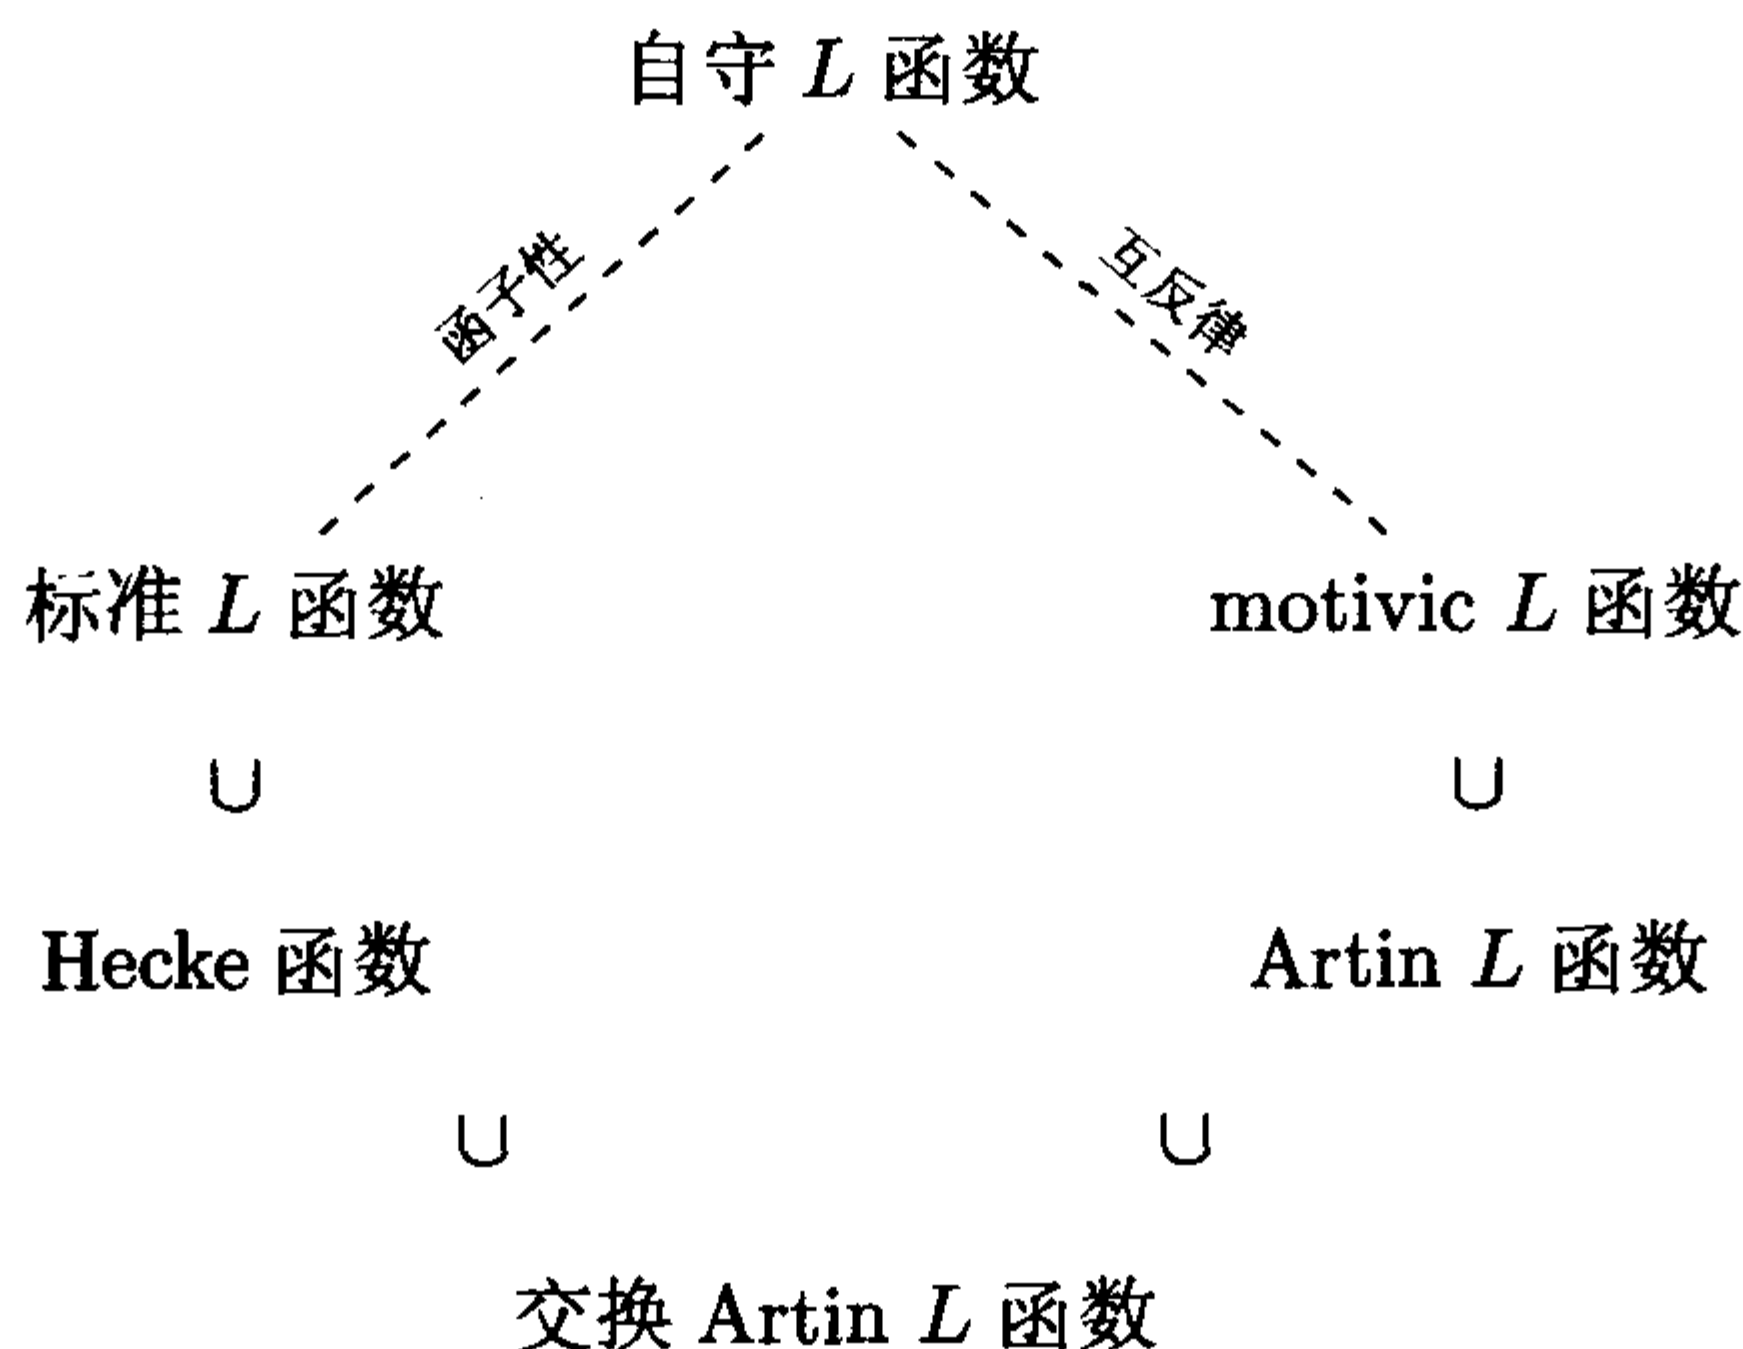 自守 L 函数
函子性
互反律
标准 L 函数
motivic L 函数
∪
∪
Hecke 函数
Artin L 函数
∪
∪
交换 Artin L 函数